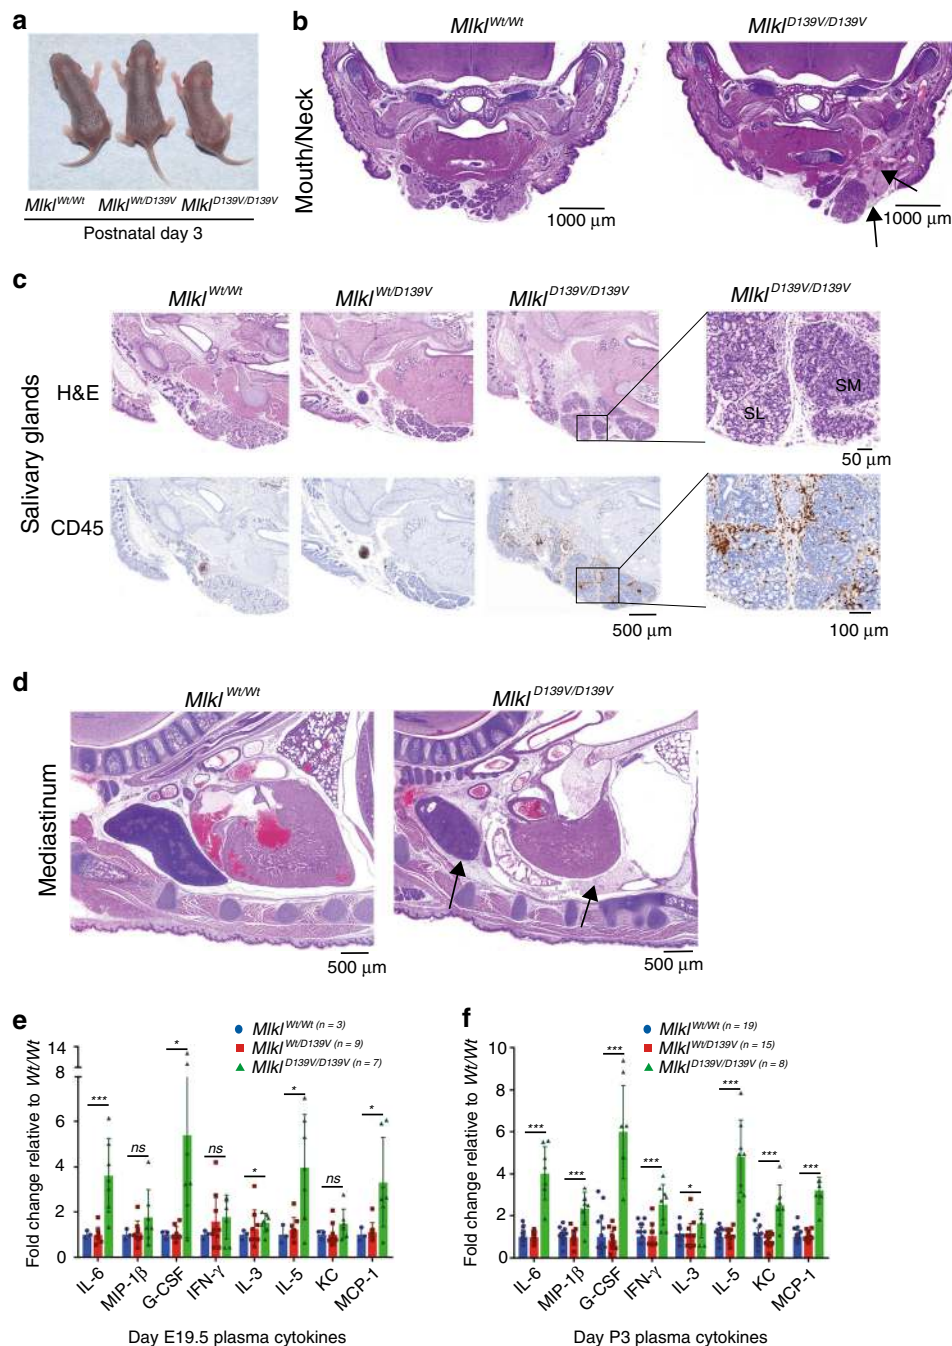 a
Mlkl^Wt/Wt Mlkl^Wt/D139V Mlkl^D139V/D139V
Postnatal day 3
b
Mlkl^Wt/Wt Mlkl^D139V/D139V
Mouth/Neck
1000 μm 1000 μm
c
Mlkl^Wt/Wt Mlkl^Wt/D139V Mlkl^D139V/D139V Mlkl^D139V/D139V
Salivary glands
H&E
SL SM
50 μm
CD45
500 μm 100 μm
d
Mlkl^Wt/Wt Mlkl^D139V/D139V
Mediastinum
500 μm 500 μm
e
Mlkl^Wt/Wt (n = 3)
Mlkl^Wt/D139V (n = 9)
Mlkl^D139V/D139V (n = 7)
Fold change relative to Wt/Wt
14
8
6
4
2
0
*** ns * ns * * ns *
IL-6 MIP-1β G-CSF IFN-γ IL-3 IL-5 KC MCP-1
Day E19.5 plasma cytokines
f
Mlkl^Wt/Wt (n = 19)
Mlkl^Wt/D139V (n = 15)
Mlkl^D139V/D139V (n = 8)
Fold change relative to Wt/Wt
10
8
6
4
2
0
*** *** *** *** * *** *** ***
IL-6 MIP-1β G-CSF IFN-γ IL-3 IL-5 KC MCP-1
Day P3 plasma cytokines